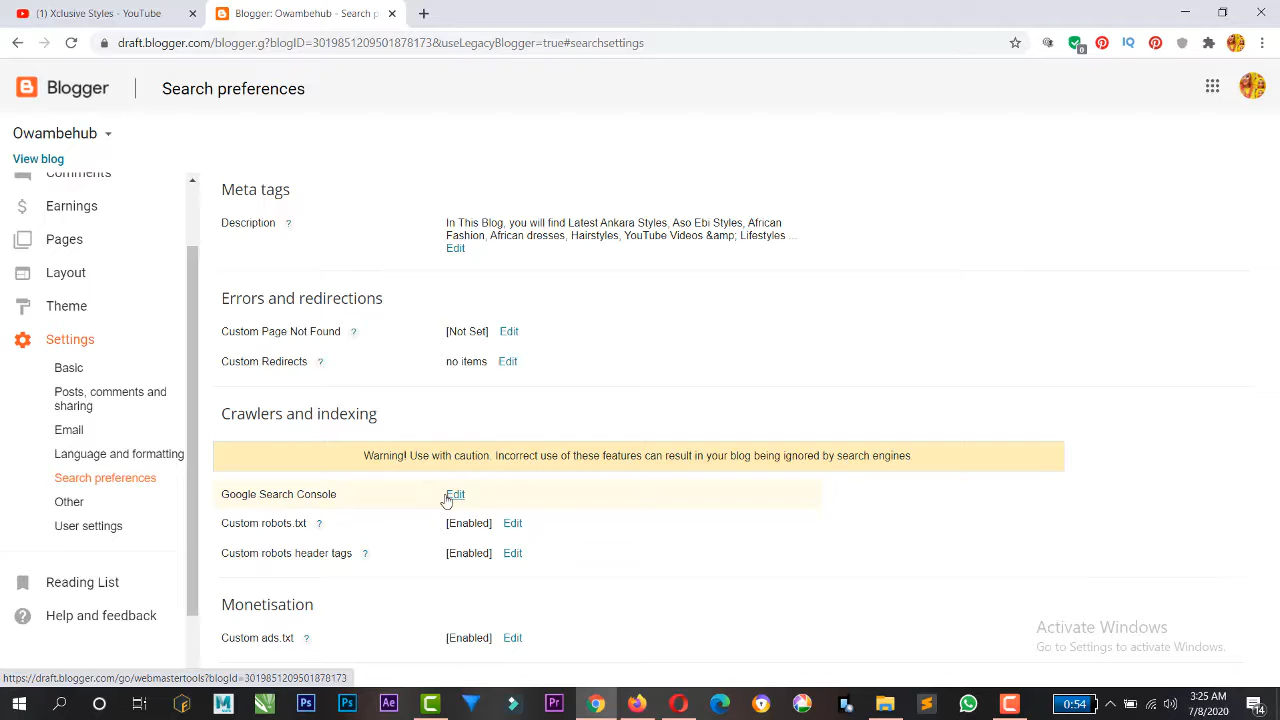 (1) Xclusive Styles - YouTube
Blogger: Owambehub - Search p
draft.blogger.com/blogger.g?blogID=3019851209501878173&useLegacyBlogger=true#searchsettings
Blogger
Search preferences
Owambehub
View blog
Comments
Earnings
Pages
Layout
Theme
Settings
Basic
Posts, comments and
sharing
Email
Language and formatting
Search preferences
Other
User settings
Reading List
Help and feedback
Meta tags
Description ?
In This Blog, you will find Latest Ankara Styles, Aso Ebi Styles, African
Fashion, African dresses, Hairstyles, YouTube Videos &amp; Lifestyles ...
Edit
Errors and redirections
Custom Page Not Found ? [Not Set] Edit
Custom Redirects ? no items Edit
Crawlers and indexing
Warning! Use with caution. Incorrect use of these features can result in your blog being ignored by search engines
Google Search Console Edit
Custom robots.txt ? [Enabled] Edit
Custom robots header tags ? [Enabled] Edit
Monetisation
Custom ads.txt ? [Enabled] Edit
Activate Windows
Go to Settings to activate Windows.
https://draft.blogger.com/go/webmastertools?blogId=3019851209501878173
0:54
3:25 AM
7/8/2020
14